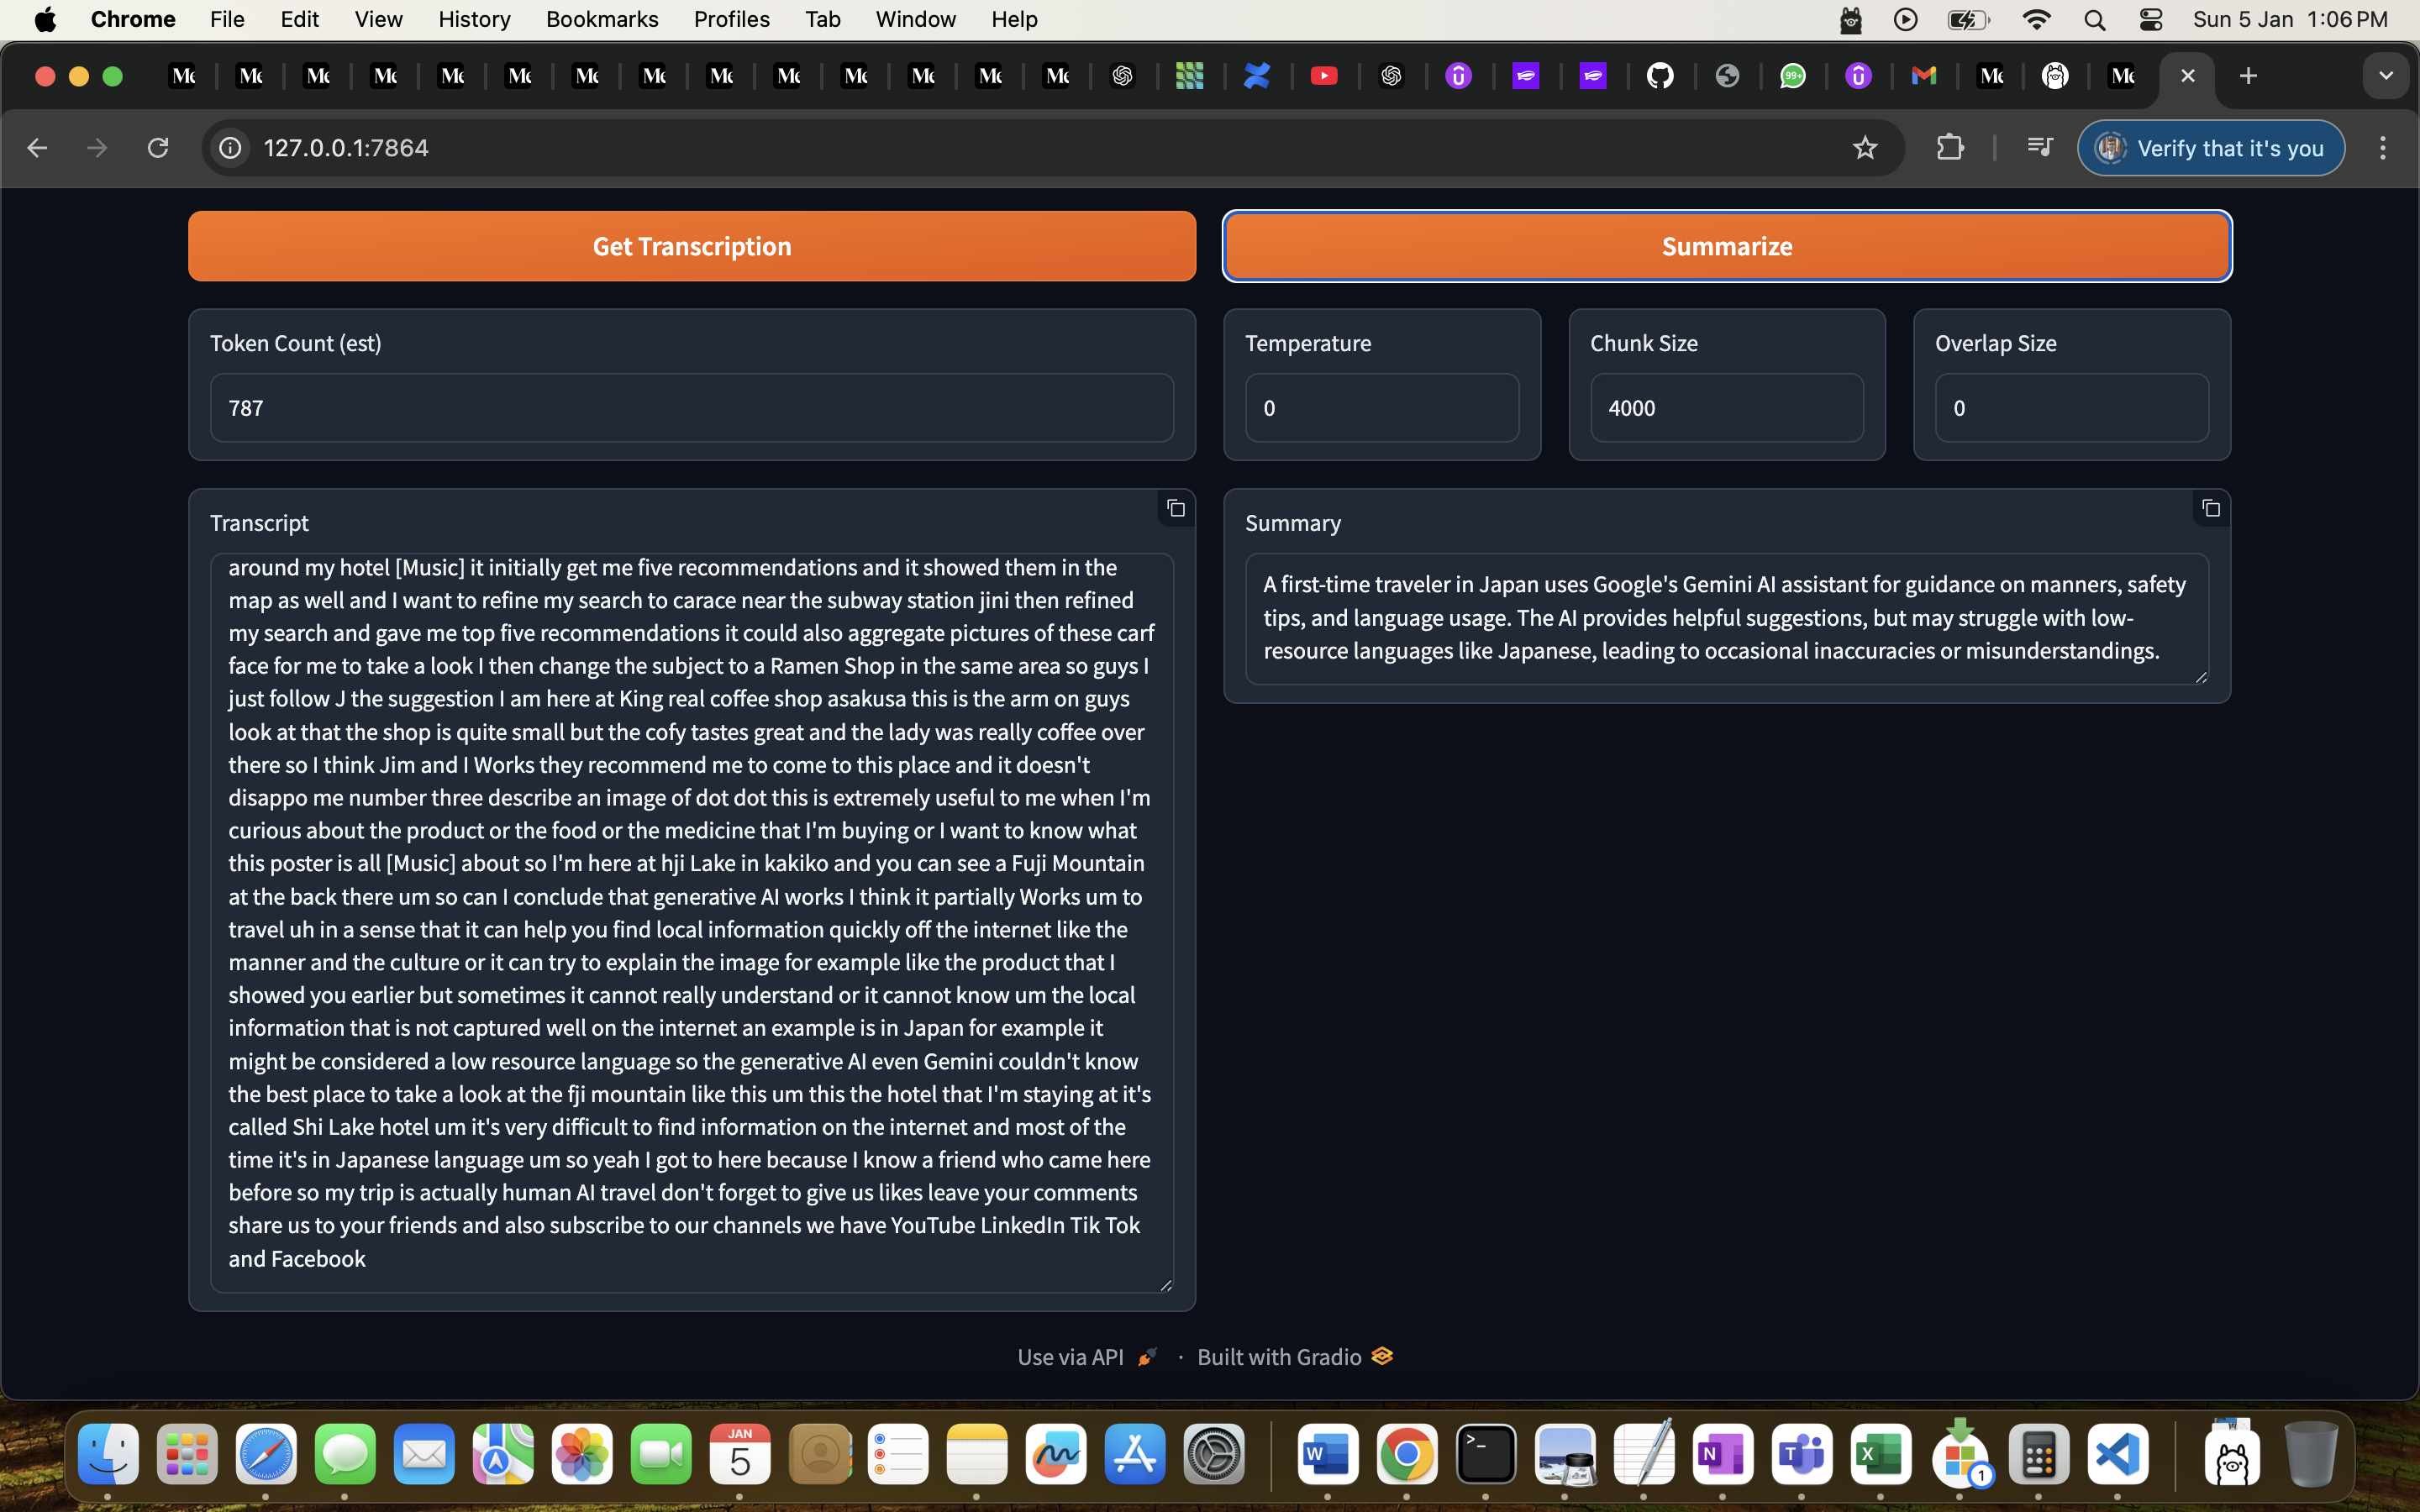 Chrome File Edit View History Bookmarks Profiles Tab Window Help Sun 5 Jan 1:06 PM
99+
127.0.0.1:7864 Verify that it's you
Get Transcription Summarize
Token Count (est) Temperature Chunk Size Overlap Size
787 0 4000 0
Transcript
around my hotel [Music] it initially get me five recommendations and it showed them in the
map as well and I want to refine my search to carace near the subway station jini then refined
my search and gave me top five recommendations it could also aggregate pictures of these carf
face for me to take a look I then change the subject to a Ramen Shop in the same area so guys I
just follow J the suggestion I am here at King real coffee shop asakusa this is the arm on guys
look at that the shop is quite small but the cofy tastes great and the lady was really coffee over
there so I think Jim and I Works they recommend me to come to this place and it doesn't
disappo me number three describe an image of dot dot this is extremely useful to me when I'm
curious about the product or the food or the medicine that I'm buying or I want to know what
this poster is all [Music] about so I'm here at hji Lake in kakiko and you can see a Fuji Mountain
at the back there um so can I conclude that generative AI works I think it partially Works um to
travel uh in a sense that it can help you find local information quickly off the internet like the
manner and the culture or it can try to explain the image for example like the product that I
showed you earlier but sometimes it cannot really understand or it cannot know um the local
information that is not captured well on the internet an example is in Japan for example it
might be considered a low resource language so the generative AI even Gemini couldn't know
the best place to take a look at the fji mountain like this um this the hotel that I'm staying at it's
called Shi Lake hotel um it's very difficult to find information on the internet and most of the
time it's in Japanese language um so yeah I got to here because I know a friend who came here
before so my trip is actually human AI travel don't forget to give us likes leave your comments
share us to your friends and also subscribe to our channels we have YouTube LinkedIn Tik Tok
and Facebook
Summary
A first-time traveler in Japan uses Google's Gemini AI assistant for guidance on manners, safety
tips, and language usage. The AI provides helpful suggestions, but may struggle with low-
resource languages like Japanese, leading to occasional inaccuracies or misunderstandings.
Use via API · Built with Gradio
JAN
5
W
>_
N
T
X
1